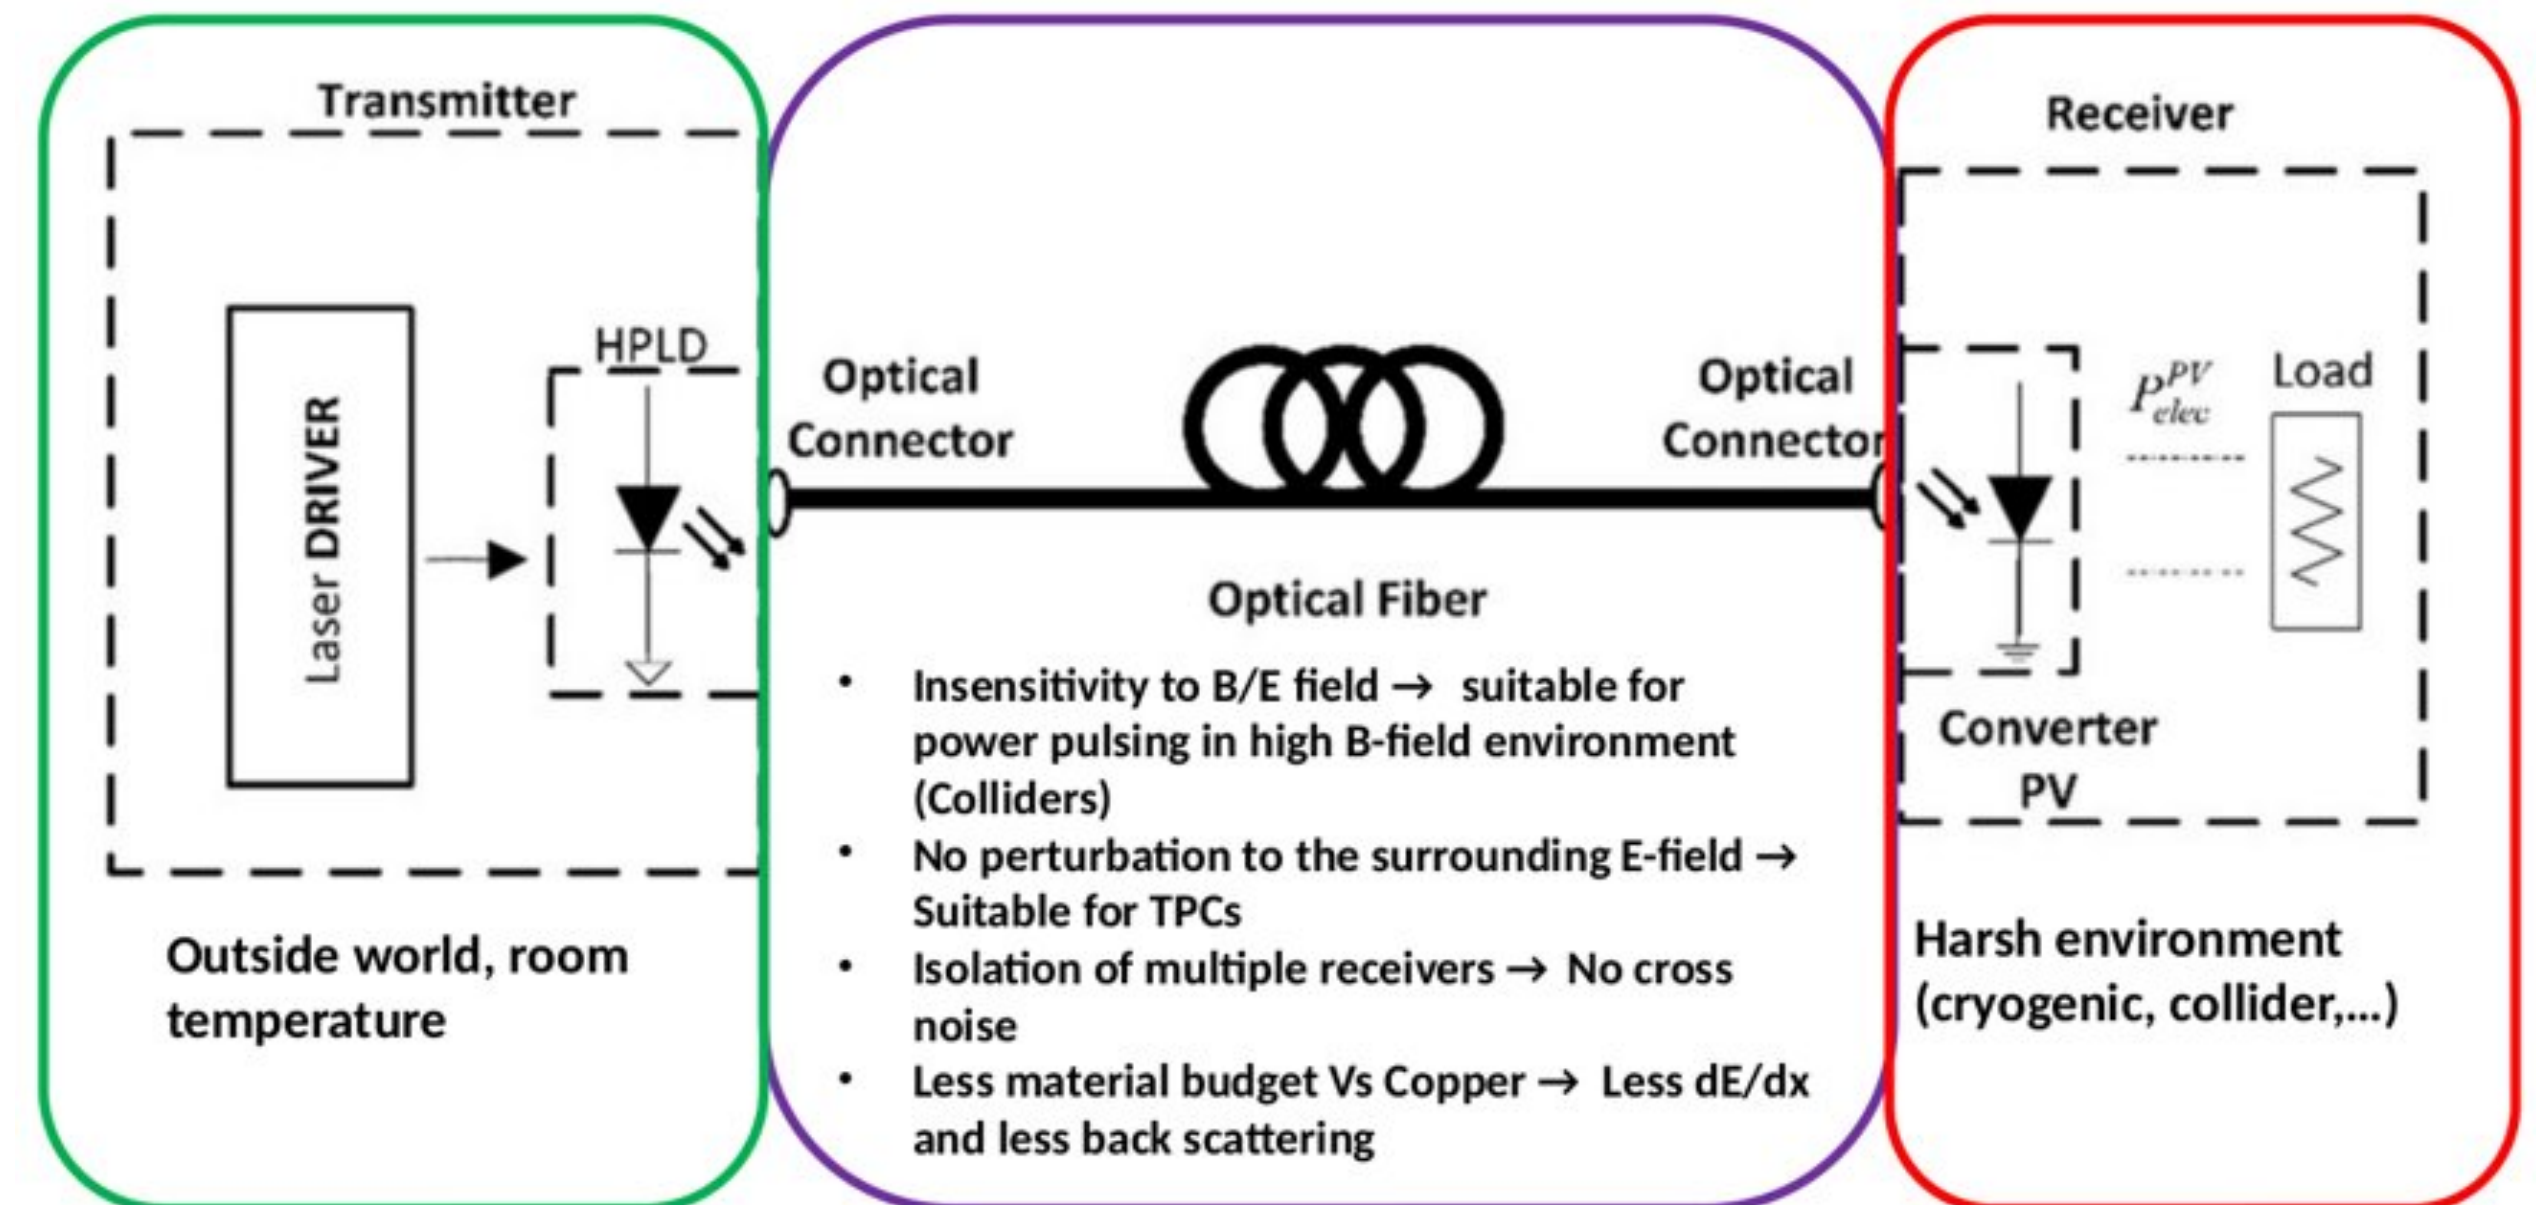 Transmitter
Laser DRIVER
HPLD
Outside world, room
temperature
Optical
Connector
Optical
Connector
Optical Fiber
• Insensitivity to B/E field → suitable for
power pulsing in high B-field environment
(Colliders)
• No perturbation to the surrounding E-field →
Suitable for TPCs
• Isolation of multiple receivers → No cross
noise
• Less material budget Vs Copper → Less dE/dx
and less back scattering
Receiver
P_{elec}^{PV}
Load
Converter
PV
Harsh environment
(cryogenic, collider,...)